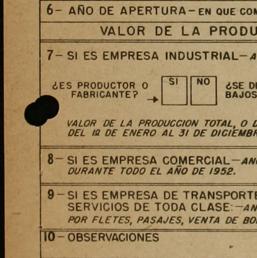 6- AÑO DE APERTURA-EN QUE COM
VALOR DE LA PRODU
7- SI ES EMPRESA INDUSTRIAL-A
¿ES PRODUCTOR O FABRICANTE? → SI NO ¿SE D
BAJOS
VALOR DE LA PRODUCCION TOTAL, O D
DEL 1º DE ENERO AL 31 DE DICIEMBR
8- SI ES EMPRESA COMERCIAL-AN
DURANTE TODO EL AÑO DE 1952.
9- SI ES EMPRESA DE TRANSPORTE
SERVICIOS DE TODA CLASE:-AN
POR FLETES, PASAJES, VENTA DE BO
10- OBSERVACIONES